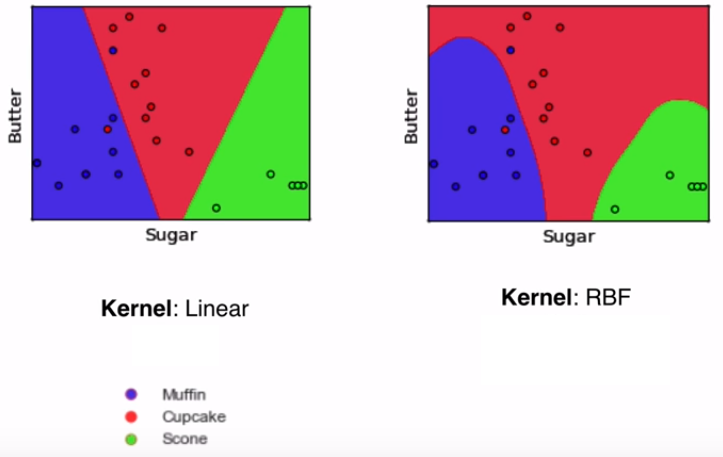 Butter
Sugar
Kernel: Linear
Butter
Sugar
Kernel: RBF
Muffin
Cupcake
Scone